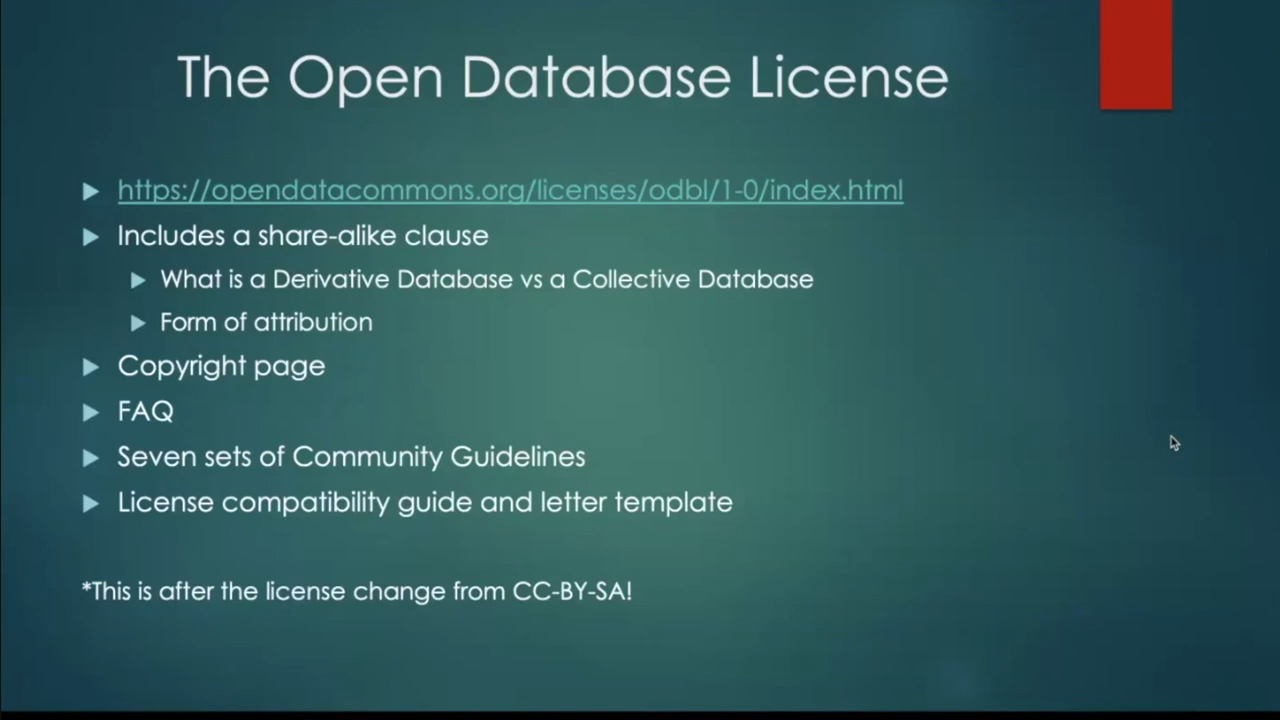 The Open Database License
https://opendatacommons.org/licenses/odbl/1-0/index.html
Includes a share-alike clause
What is a Derivative Database vs a Collective Database
Form of attribution
Copyright page
FAQ
Seven sets of Community Guidelines
License compatibility guide and letter template
*This is after the license change from CC-BY-SA!